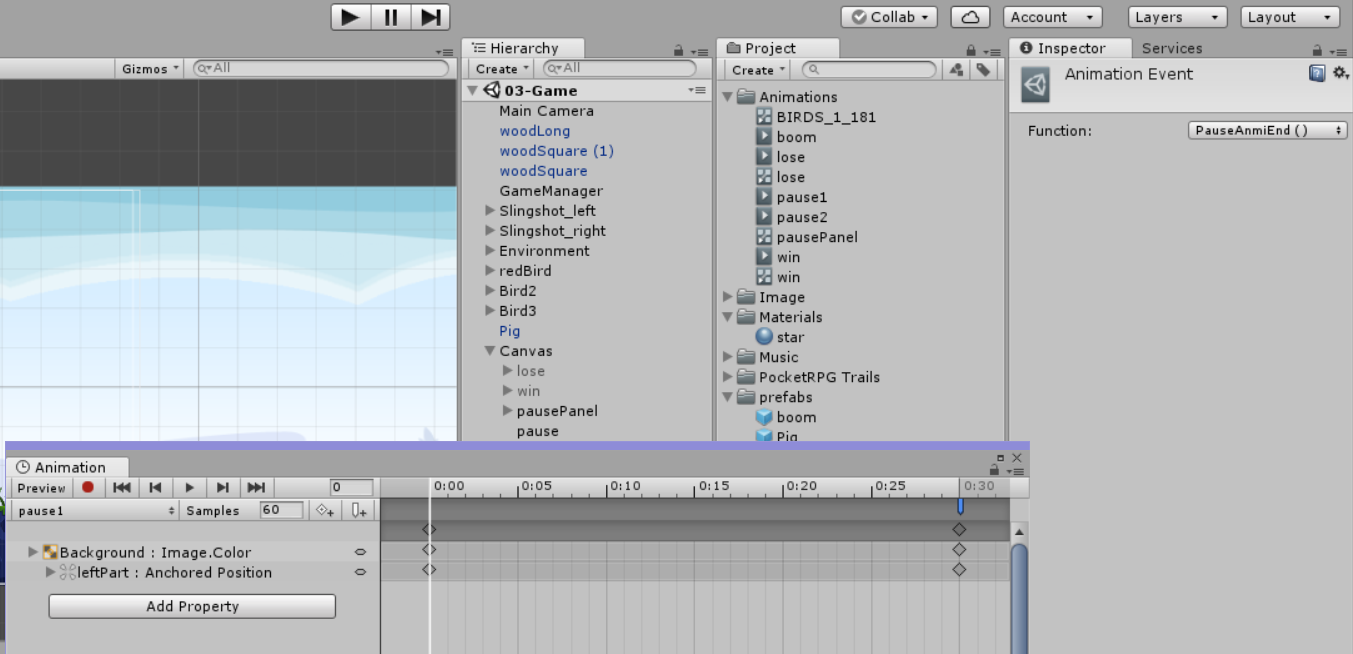 Collab
Account
Layers
Layout
Gizmos
All
Hierarchy
Create
All
03-Game
Main Camera
woodLong
woodSquare (1)
woodSquare
GameManager
Slingshot_left
Slingshot_right
Environment
redBird
Bird2
Bird3
Pig
Canvas
lose
win
pausePanel
pause
Project
Create
Animations
BIRDS_1_181
boom
lose
lose
pause1
pause2
pausePanel
win
win
Image
Materials
star
Music
PocketRPG Trails
prefabs
boom
Pig
Inspector
Services
Animation Event
Function:
PauseAnmiEnd ( )
Animation
Preview
0
0:00
0:05
0:10
0:15
0:20
0:25
0:30
pause1
Samples
60
Background : Image.Color
leftPart : Anchored Position
Add Property